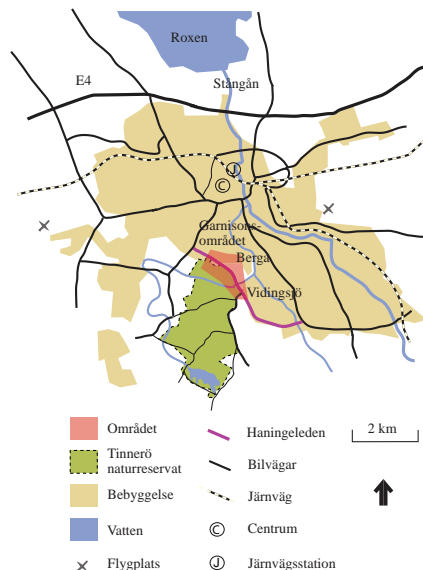 Roxen
Stångån
E4
J
C
Garnisons-
området
Berga
Vidingsjö
Området
Haningeleden
2 km
Tinnerö
naturreservat
Bilvägar
Bebyggelse
Järnväg
Vatten
C Centrum
Flygplats
J Järnvägsstation